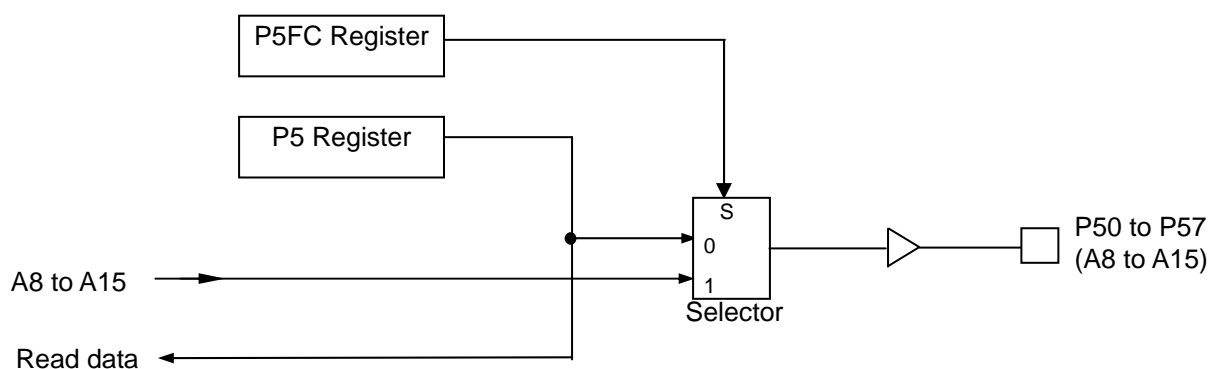 P5FC Register
P5 Register
S
0
P50 to P57
(A8 to A15)
A8 to A15
1
Selector
Read data